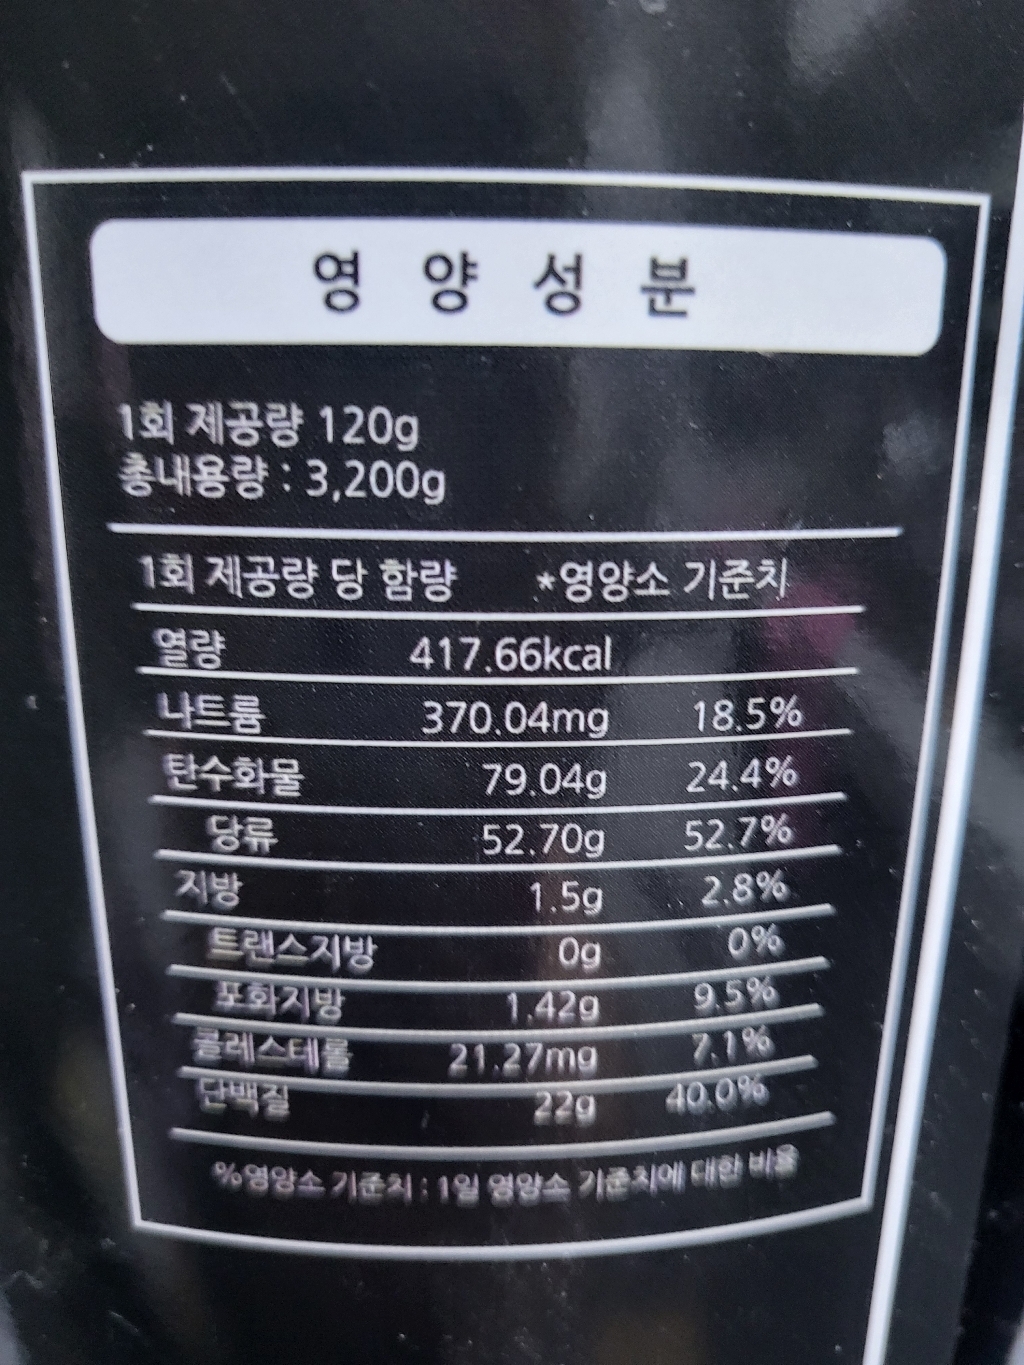 영양성분
1회 제공량 120g
총내용량 : 3,200g
1회 제공량 당 함량 *영양소 기준치
열량 417.66kcal
나트륨 370.04mg 18.5%
탄수화물 79.04g 24.4%
당류 52.70g 52.7%
지방 1.5g 2.8%
트랜스지방 0g 0%
포화지방 1.42g 9.5%
콜레스테롤 21.27mg 7.1%
단백질 22g 40.0%
%영양소 기준치 : 1일 영양소 기준치에 대한 비율